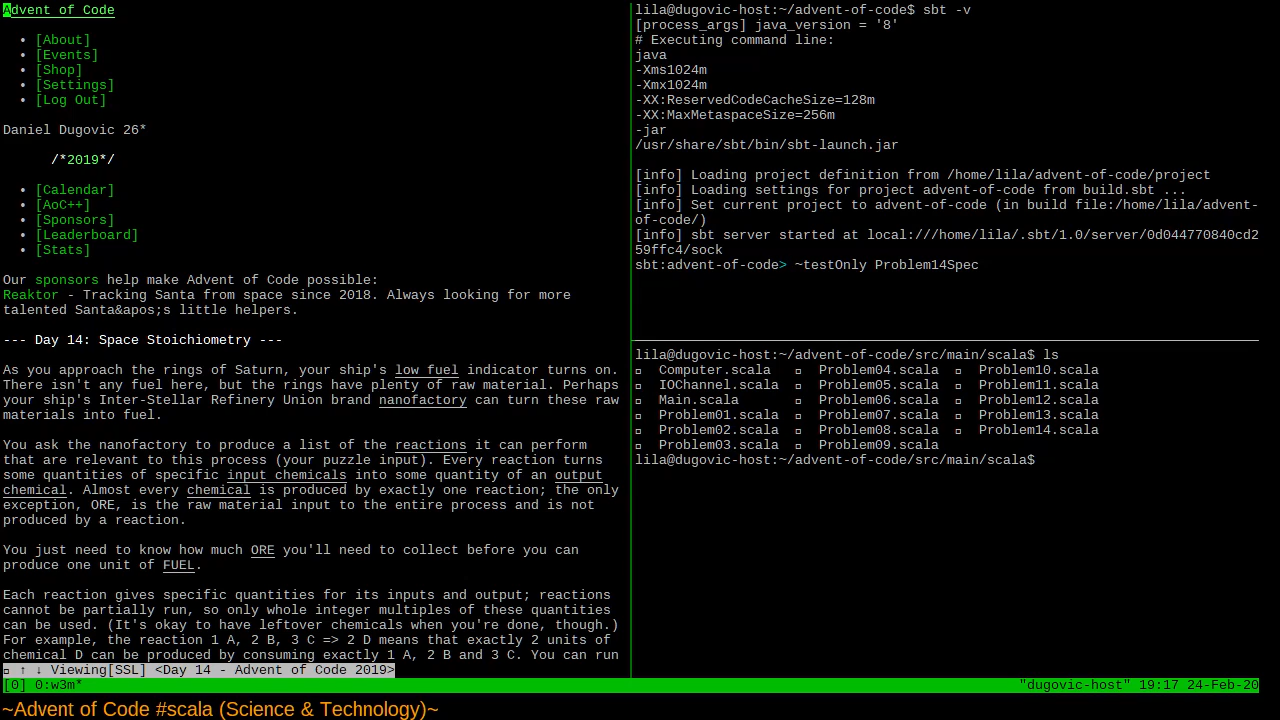 Advent of Code
• [About]
• [Events]
• [Shop]
• [Settings]
• [Log Out]
Daniel Dugovic 26*
/*2019*/
• [Calendar]
• [AoC++]
• [Sponsors]
• [Leaderboard]
• [Stats]
Our sponsors help make Advent of Code possible:
Reaktor - Tracking Santa from space since 2018. Always looking for more
talented Santa&apos;s little helpers.
--- Day 14: Space Stoichiometry ---
As you approach the rings of Saturn, your ship's low fuel indicator turns on.
There isn't any fuel here, but the rings have plenty of raw material. Perhaps
your ship's Inter-Stellar Refinery Union brand nanofactory can turn these raw
materials into fuel.
You ask the nanofactory to produce a list of the reactions it can perform
that are relevant to this process (your puzzle input). Every reaction turns
some quantities of specific input chemicals into some quantity of an output
chemical. Almost every chemical is produced by exactly one reaction; the only
exception, ORE, is the raw material input to the entire process and is not
produced by a reaction.
You just need to know how much ORE you'll need to collect before you can
produce one unit of FUEL.
Each reaction gives specific quantities for its inputs and output; reactions
cannot be partially run, so only whole integer multiples of these quantities
can be used. (It's okay to have leftover chemicals when you're done, though.)
For example, the reaction 1 A, 2 B, 3 C => 2 D means that exactly 2 units of
chemical D can be produced by consuming exactly 1 A, 2 B and 3 C. You can run
↑ ↓ Viewing[SSL] <Day 14 - Advent of Code 2019>
lila@dugovic-host:~/advent-of-code$ sbt -v
[process_args] java_version = '8'
# Executing command line:
java
-Xms1024m
-Xmx1024m
-XX:ReservedCodeCacheSize=128m
-XX:MaxMetaspaceSize=256m
-jar
/usr/share/sbt/bin/sbt-launch.jar
[info] Loading project definition from /home/lila/advent-of-code/project
[info] Loading settings for project advent-of-code from build.sbt ...
[info] Set current project to advent-of-code (in build file:/home/lila/advent-
of-code/)
[info] sbt server started at local:///home/lila/.sbt/1.0/server/0d044770840cd2
59ffc4/sock
sbt:advent-of-code> ~testOnly Problem14Spec
lila@dugovic-host:~/advent-of-code/src/main/scala$ ls
Computer.scala Problem04.scala Problem10.scala
IOChannel.scala Problem05.scala Problem11.scala
Main.scala Problem06.scala Problem12.scala
Problem01.scala Problem07.scala Problem13.scala
Problem02.scala Problem08.scala Problem14.scala
Problem03.scala Problem09.scala
lila@dugovic-host:~/advent-of-code/src/main/scala$
[0] 0:w3m* "dugovic-host" 19:17 24-Feb-20
~Advent of Code #scala (Science & Technology)~